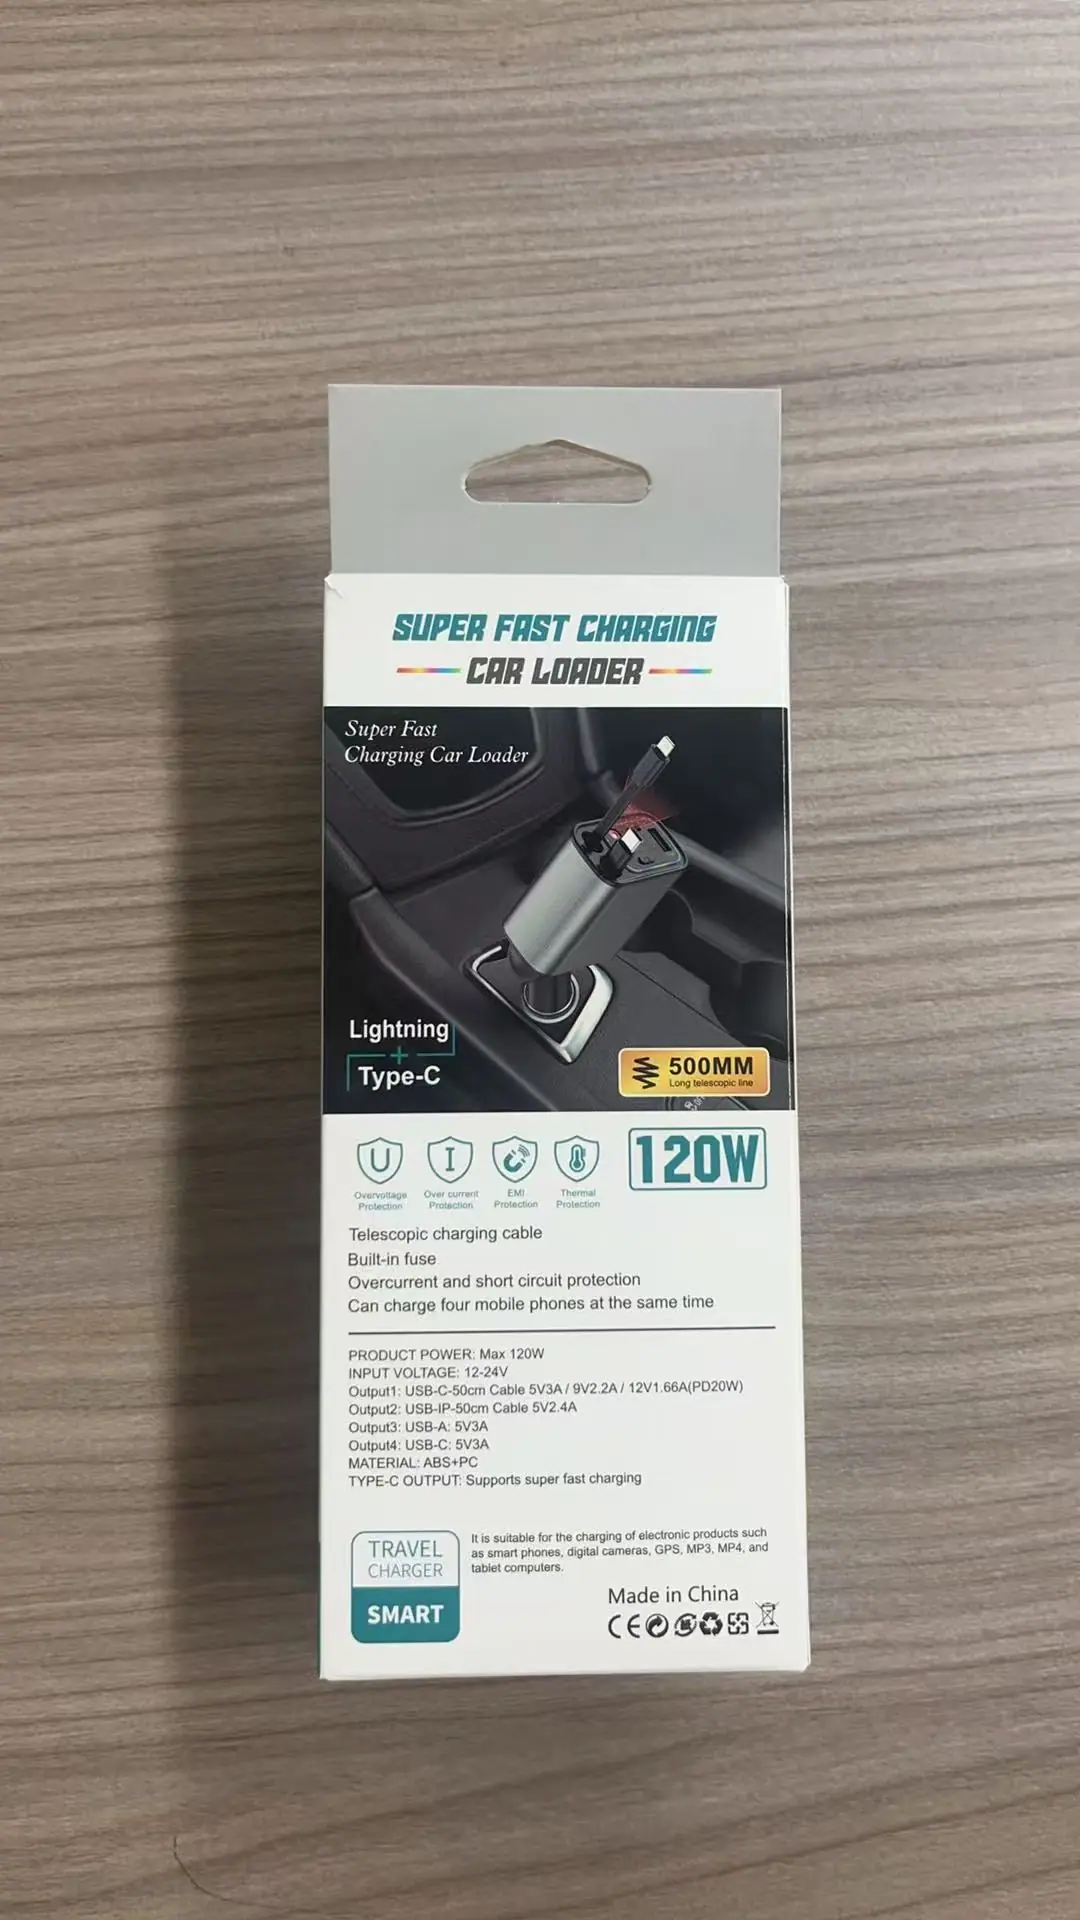 SUPER FAST CHARGING
CAR LOADER
Super Fast
Charging Car Loader
Lightning
+
Type-C
500MM
Long telescopic line
U
Overvoltage
Protection
I
Over current
Protection
EMI
Protection
Thermal
Protection
120W
Telescopic charging cable
Built-in fuse
Overcurrent and short circuit protection
Can charge four mobile phones at the same time
PRODUCT POWER: Max 120W
INPUT VOLTAGE: 12-24V
Output1: USB-C-50cm Cable 5V3A / 9V2.2A / 12V1.66A(PD20W)
Output2: USB-IP-50cm Cable 5V2.4A
Output3: USB-A: 5V3A
Output4: USB-C: 5V3A
MATERIAL: ABS+PC
TYPE-C OUTPUT: Supports super fast charging
TRAVEL
CHARGER
SMART
It is suitable for the charging of electronic products such
as smart phones, digital cameras, GPS, MP3, MP4, and
tablet computers.
Made in China
CE